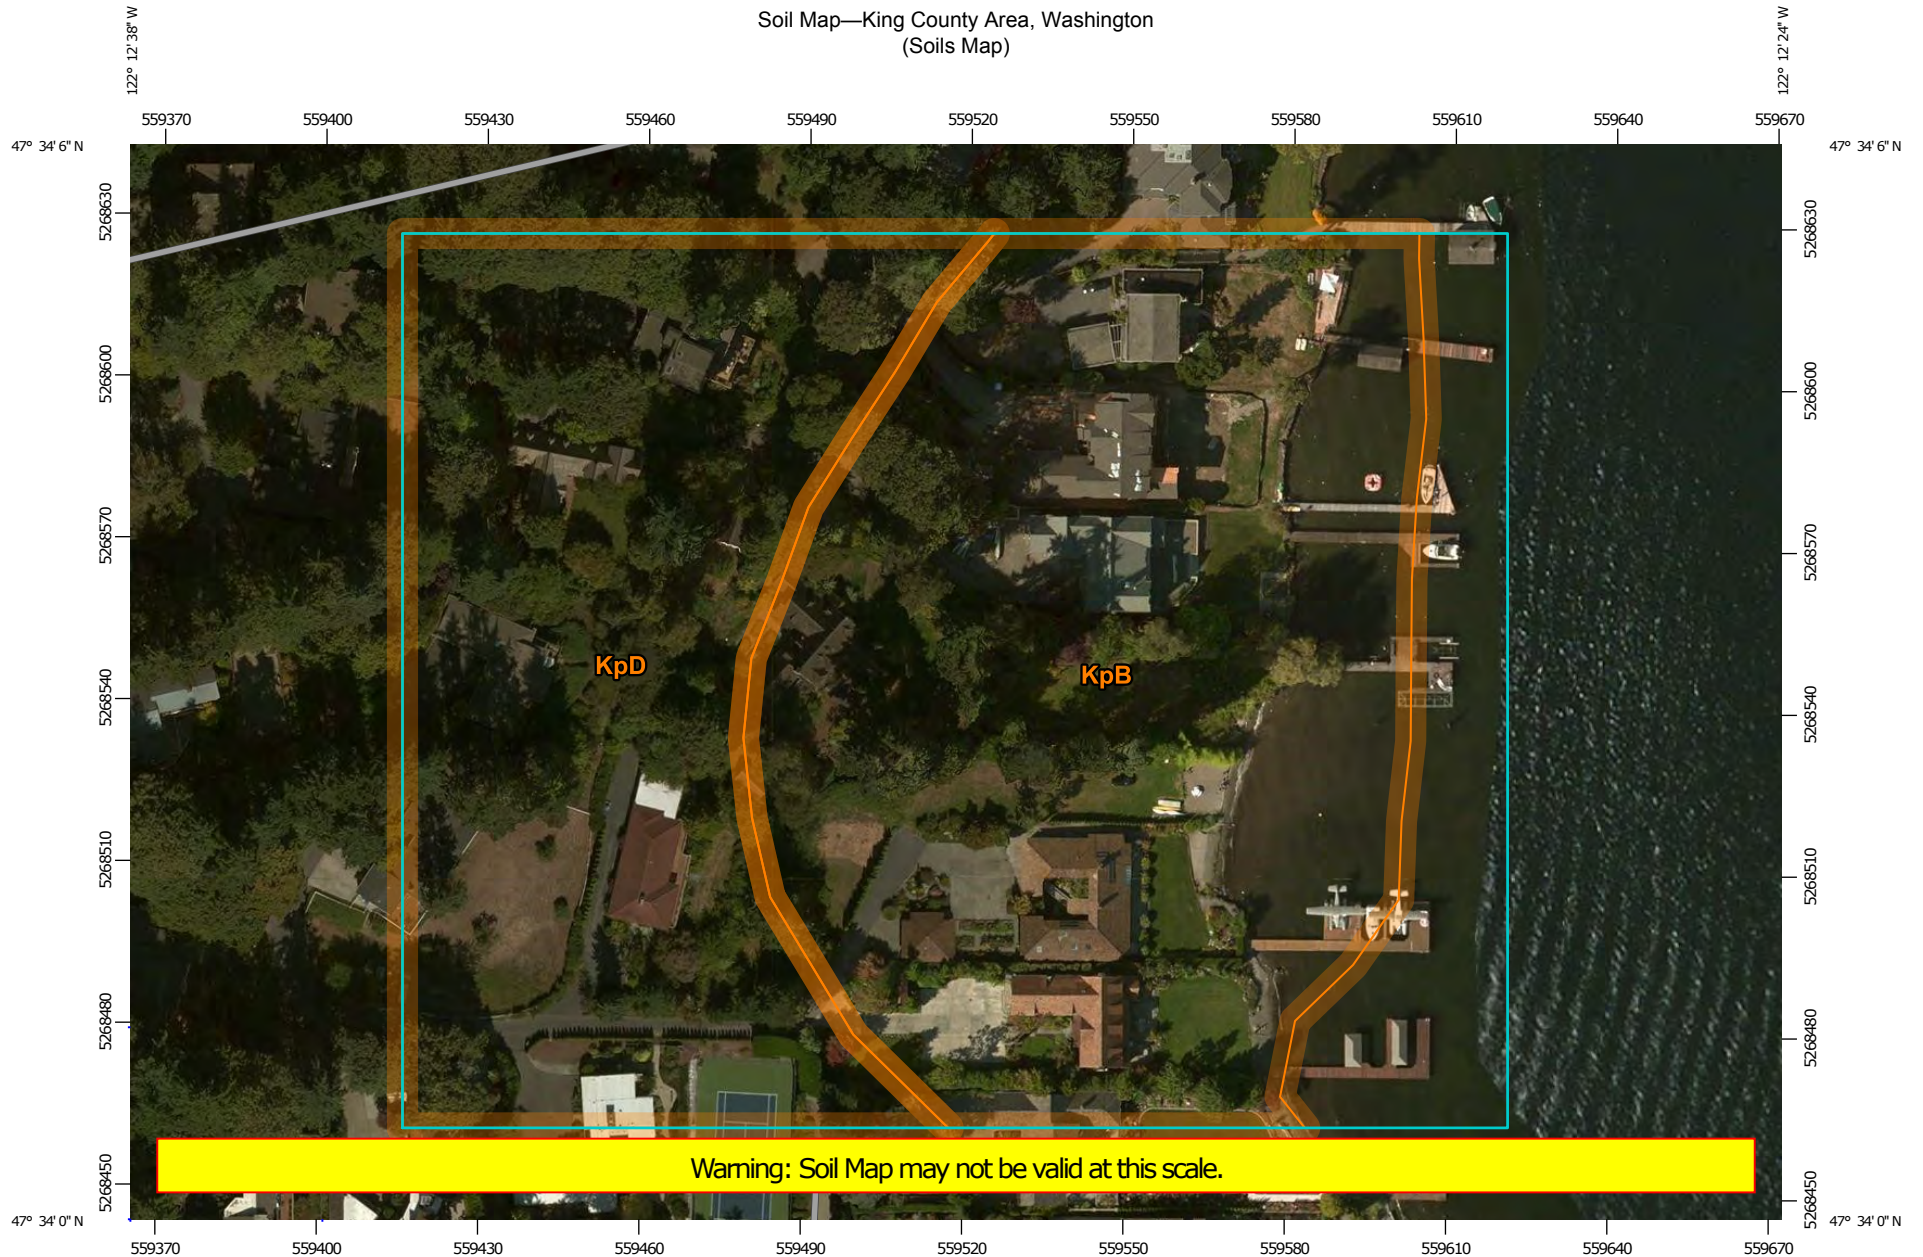 Soil Map—King County Area, Washington
(Soils Map)
122° 12' 38" W
122° 12' 24" W
559370 559400 559430 559460 559490 559520 559550 559580 559610 559640 559670
47° 34' 6" N
47° 34' 6" N
5268630
5268630
5268600
5268600
5268570
5268570
KpD
KpB
5268540
5268540
5268510
5268510
5268480
5268480
Warning: Soil Map may not be valid at this scale.
5268450
5268450
47° 34' 0" N
47° 34' 0" N
559370 559400 559430 559460 559490 559520 559550 559580 559610 559640 559670